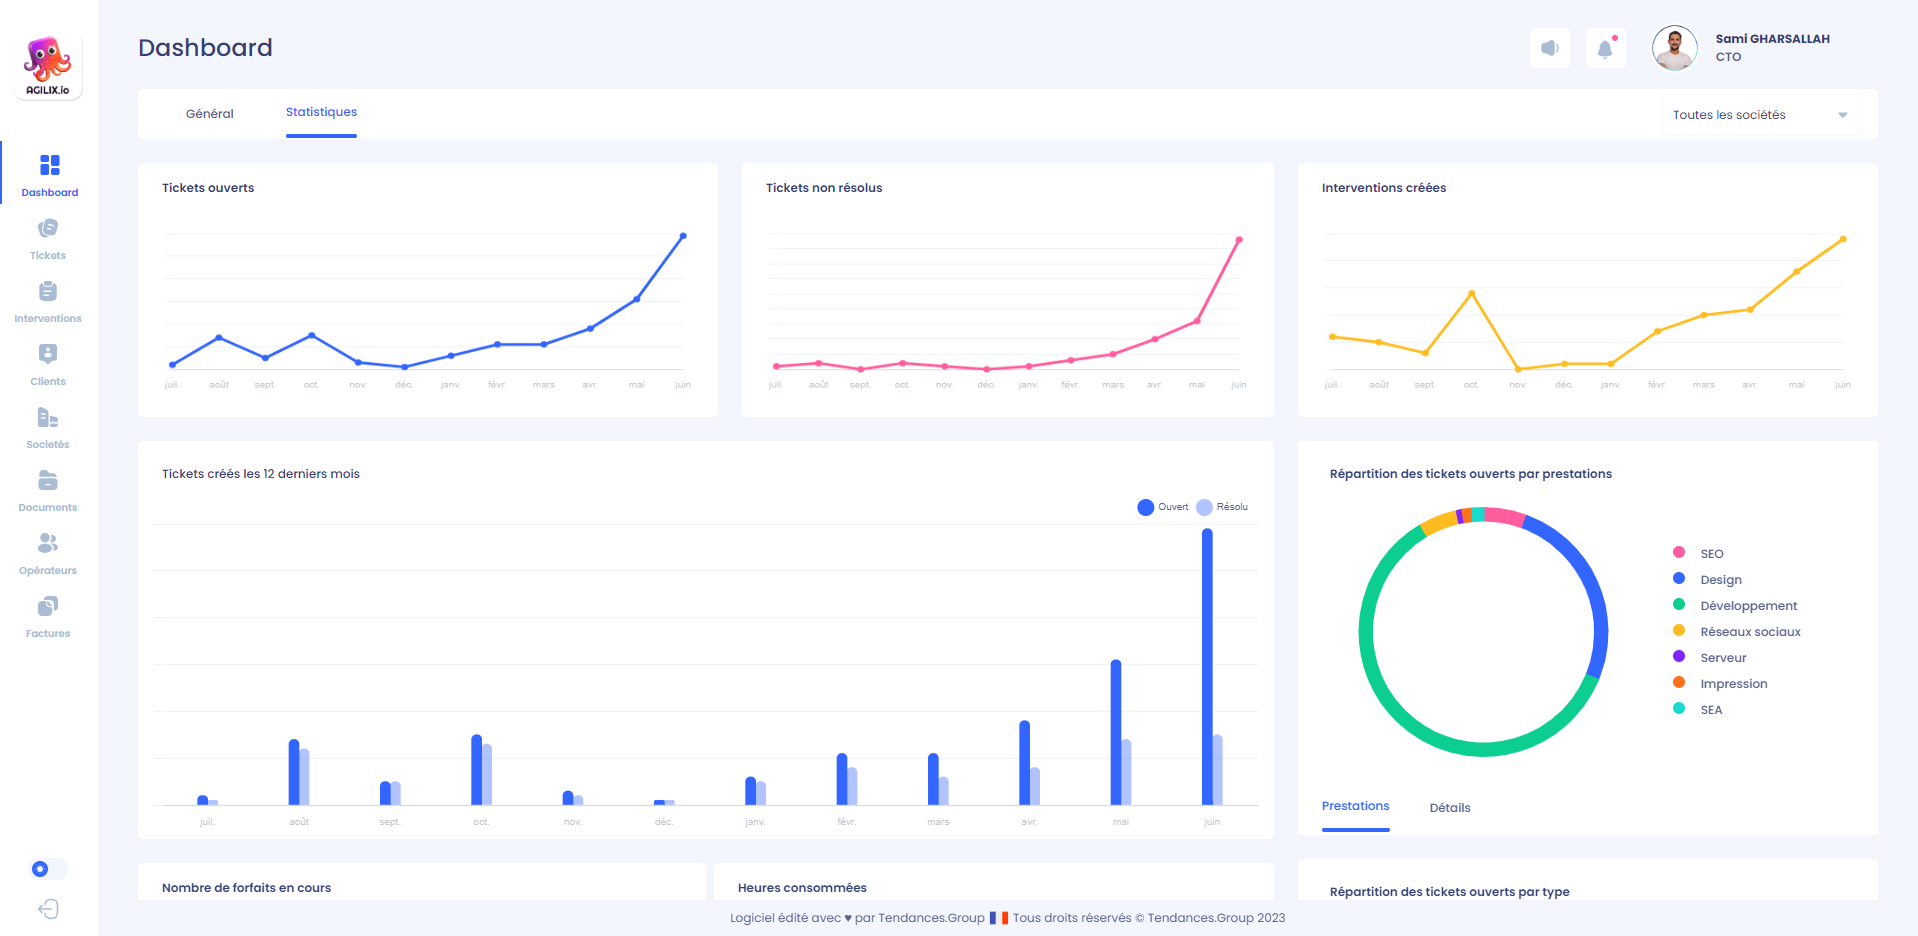 AGILIX.io
Dashboard
Sami GHARSALLAH
CTO
Général
Statistiques
Toutes les sociétés
Dashboard
Tickets
Interventions
Clients
Societés
Documents
Opérateurs
Factures
Tickets ouverts
juil. août sept. oct. nov. déc. janv. févr. mars avr. mai juin
Tickets non résolus
juil. août sept. oct. nov. déc. janv. févr. mars avr. mai juin
Interventions créées
juil. août sept. oct. nov. déc. janv. févr. mars avr. mai juin
Tickets créés les 12 derniers mois
Ouvert Résolu
juil. août sept. oct. nov. déc. janv. févr. mars avr. mai juin
Répartition des tickets ouverts par prestations
SEO
Design
Développement
Réseaux sociaux
Serveur
Impression
SEA
Prestations
Détails
Nombre de forfaits en cours
Heures consommées
Répartition des tickets ouverts par type
Logiciel édité avec ♥ par Tendances.Group Tous droits réservés © Tendances.Group 2023